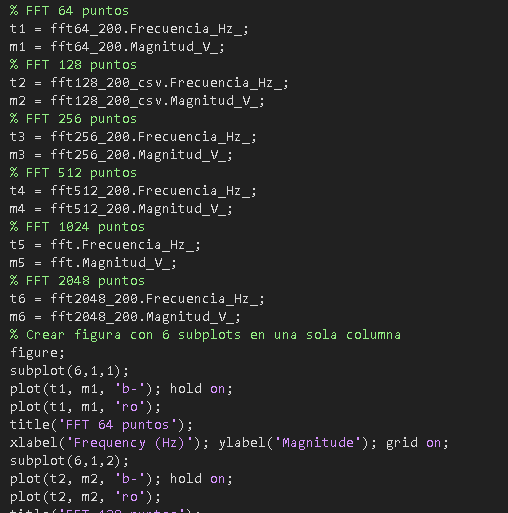 % FFT 64 puntos
t1 = fft64_200.Frecuencia_Hz_;
m1 = fft64_200.Magnitud_V_;
% FFT 128 puntos
t2 = fft128_200_csv.Frecuencia_Hz_;
m2 = fft128_200_csv.Magnitud_V_;
% FFT 256 puntos
t3 = fft256_200.Frecuencia_Hz_;
m3 = fft256_200.Magnitud_V_;
% FFT 512 puntos
t4 = fft512_200.Frecuencia_Hz_;
m4 = fft512_200.Magnitud_V_;
% FFT 1024 puntos
t5 = fft.Frecuencia_Hz_;
m5 = fft.Magnitud_V_;
% FFT 2048 puntos
t6 = fft2048_200.Frecuencia_Hz_;
m6 = fft2048_200.Magnitud_V_;
% Crear figura con 6 subplots en una sola columna
figure;
subplot(6,1,1);
plot(t1, m1, 'b-'); hold on;
plot(t1, m1, 'ro');
title('FFT 64 puntos');
xlabel('Frequency (Hz)'); ylabel('Magnitude'); grid on;
subplot(6,1,2);
plot(t2, m2, 'b-'); hold on;
plot(t2, m2, 'ro');
title('FFT 128 puntos');